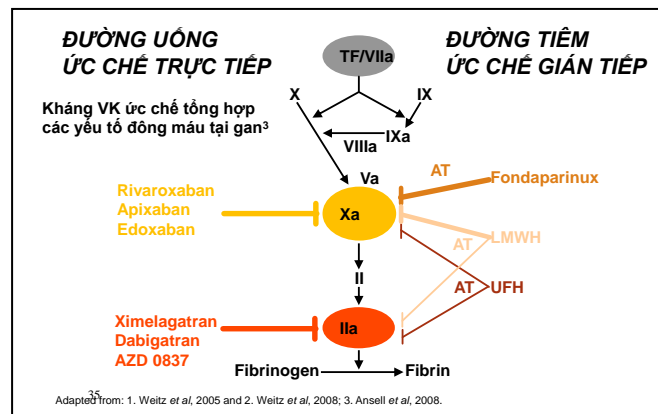 ĐƯỜNG UỐNG
ỨC CHẾ TRỰC TIẾP
ĐƯỜNG TIÊM
ỨC CHẾ GIÁN TIẾP
TF/VIIa
X
IX
Kháng VK ức chế tổng hợp
các yếu tố đông máu tại gan³
IXa
VIIIa
Va
AT
Fondaparinux
Rivaroxaban
Apixaban
Edoxaban
Xa
AT
LMWH
AT
UFH
II
Ximelagatran
Dabigatran
AZD 0837
IIa
Fibrinogen
Fibrin
35
Adapted from: 1. Weitz et al, 2005 and 2. Weitz et al, 2008; 3. Ansell et al, 2008.